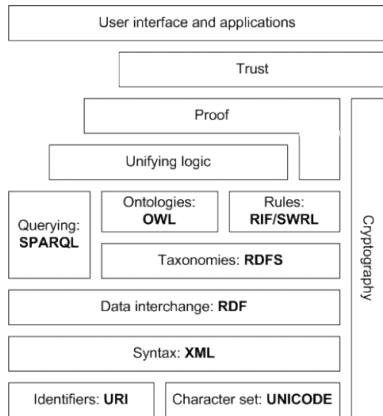 User interface and applications
Trust
Proof
Unifying logic
Querying:
SPARQL
Ontologies:
OWL
Rules:
RIF/SWRL
Taxonomies: RDFS
Cryptography
Data interchange: RDF
Syntax: XML
Identifiers: URI
Character set: UNICODE